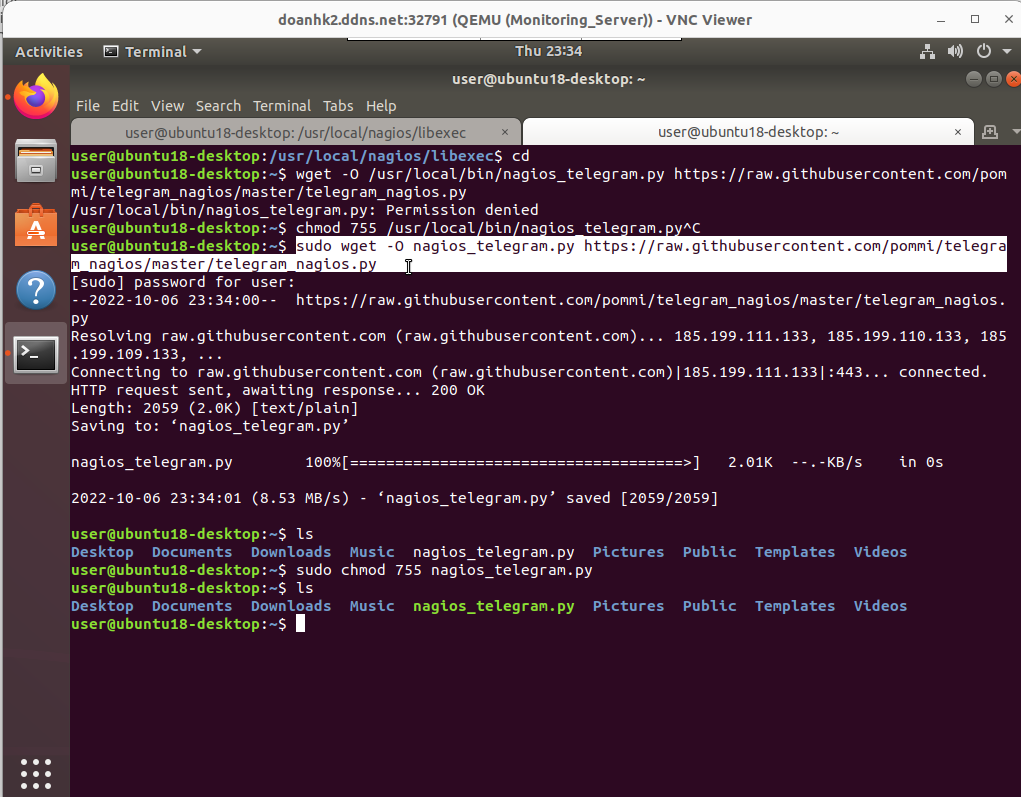 doanhk2.ddns.net:32791 (QEMU (Monitoring_Server)) - VNC Viewer
Activities Terminal Thu 23:34
user@ubuntu18-desktop: ~
File Edit View Search Terminal Tabs Help
user@ubuntu18-desktop: /usr/local/nagios/libexec × user@ubuntu18-desktop: ~ ×
user@ubuntu18-desktop:/usr/local/nagios/libexec$ cd
user@ubuntu18-desktop:~$ wget -O /usr/local/bin/nagios_telegram.py https://raw.githubusercontent.com/pom
mi/telegram_nagios/master/telegram_nagios.py
/usr/local/bin/nagios_telegram.py: Permission denied
user@ubuntu18-desktop:~$ chmod 755 /usr/local/bin/nagios_telegram.py^C
user@ubuntu18-desktop:~$ sudo wget -O nagios_telegram.py https://raw.githubusercontent.com/pommi/telegra
m_nagios/master/telegram_nagios.py
[sudo] password for user:
--2022-10-06 23:34:00-- https://raw.githubusercontent.com/pommi/telegram_nagios/master/telegram_nagios.
py
Resolving raw.githubusercontent.com (raw.githubusercontent.com)... 185.199.111.133, 185.199.110.133, 185
.199.109.133, ...
Connecting to raw.githubusercontent.com (raw.githubusercontent.com)|185.199.111.133|:443... connected.
HTTP request sent, awaiting response... 200 OK
Length: 2059 (2.0K) [text/plain]
Saving to: ‘nagios_telegram.py’
nagios_telegram.py 100%[=====================================>] 2.01K --.-KB/s in 0s
2022-10-06 23:34:01 (8.53 MB/s) - ‘nagios_telegram.py’ saved [2059/2059]
user@ubuntu18-desktop:~$ ls
Desktop Documents Downloads Music nagios_telegram.py Pictures Public Templates Videos
user@ubuntu18-desktop:~$ sudo chmod 755 nagios_telegram.py
user@ubuntu18-desktop:~$ ls
Desktop Documents Downloads Music nagios_telegram.py Pictures Public Templates Videos
user@ubuntu18-desktop:~$